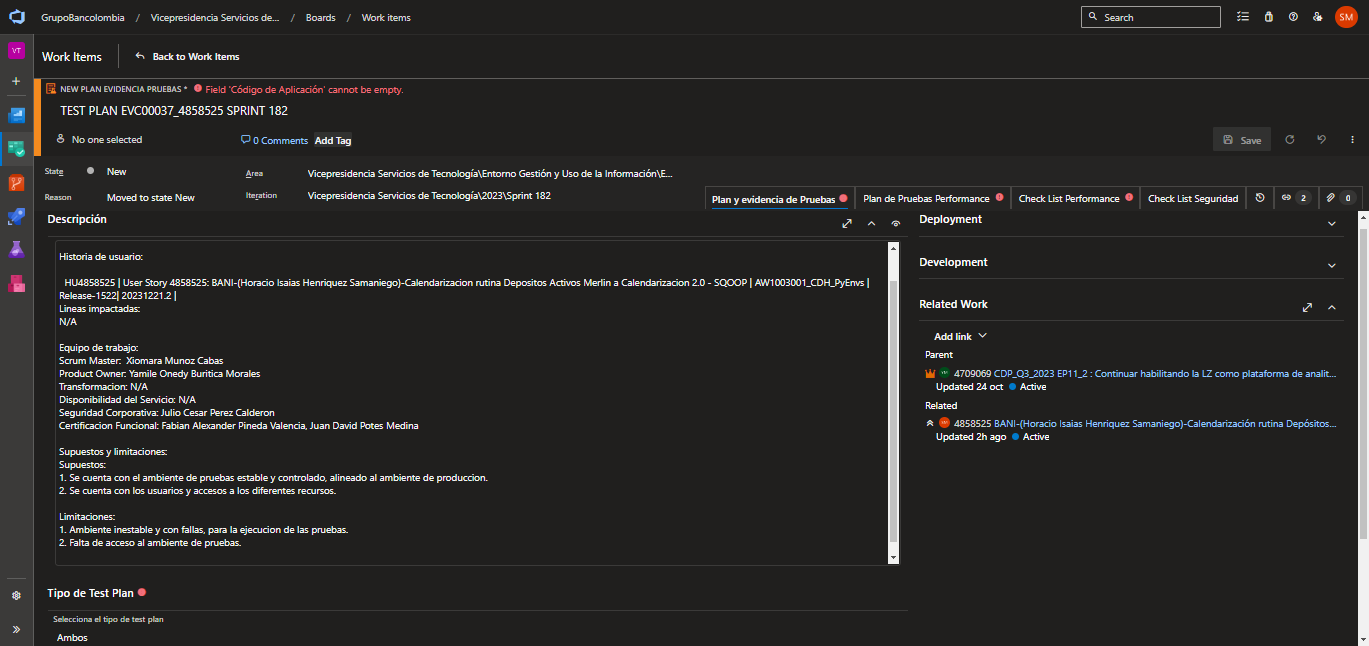 GrupoBancolombia / Vicepresidencia Servicios de... / Boards / Work items
Search
SM
VT
Work Items
Back to Work Items
NEW PLAN EVIDENCIA PRUEBAS * Field 'Código de Aplicación' cannot be empty.
TEST PLAN EVC00037_4858525 SPRINT 182
No one selected
0 Comments
Add Tag
Save
State
New
Area
Vicepresidencia Servicios de Tecnología\Entorno Gestión y Uso de la Información\E...
Reason
Moved to state New
Iteration
Vicepresidencia Servicios de Tecnología\2023\Sprint 182
Plan y evidencia de Pruebas
Plan de Pruebas Performance
Check List Performance
Check List Seguridad
2
0
Descripción
Historia de usuario:
HU4858525 | User Story 4858525: BANI-(Horacio Isaias Henriquez Samaniego)-Calendarizacion rutina Depositos Activos Merlin a Calendarizacion 2.0 - SQOOP | AW1003001_CDH_PyEnvs |
Release-1522| 20231221.2 |
Lineas impactadas:
N/A
Equipo de trabajo:
Scrum Master:  Xiomara Munoz Cabas
Product Owner: Yamile Onedy Buritica Morales
Transformacion: N/A
Disponibilidad del Servicio: N/A
Seguridad Corporativa: Julio Cesar Perez Calderon
Certificacion Funcional: Fabian Alexander Pineda Valencia, Juan David Potes Medina
Supuestos y limitaciones:
Supuestos:
1. Se cuenta con el ambiente de pruebas estable y controlado, alineado al ambiente de produccion.
2. Se cuenta con los usuarios y accesos a los diferentes recursos.
Limitaciones:
1. Ambiente inestable y con fallas, para la ejecucion de las pruebas.
2. Falta de acceso al ambiente de pruebas.
Tipo de Test Plan
Selecciona el tipo de test plan
Ambos
Deployment
Development
Related Work
Add link
Parent
4709069 CDP_Q3_2023 EP11_2 : Continuar habilitando la LZ como plataforma de analit...
Updated 24 oct Active
Related
4858525 BANI-(Horacio Isaias Henriquez Samaniego)-Calendarización rutina Depósitos...
Updated 2h ago Active